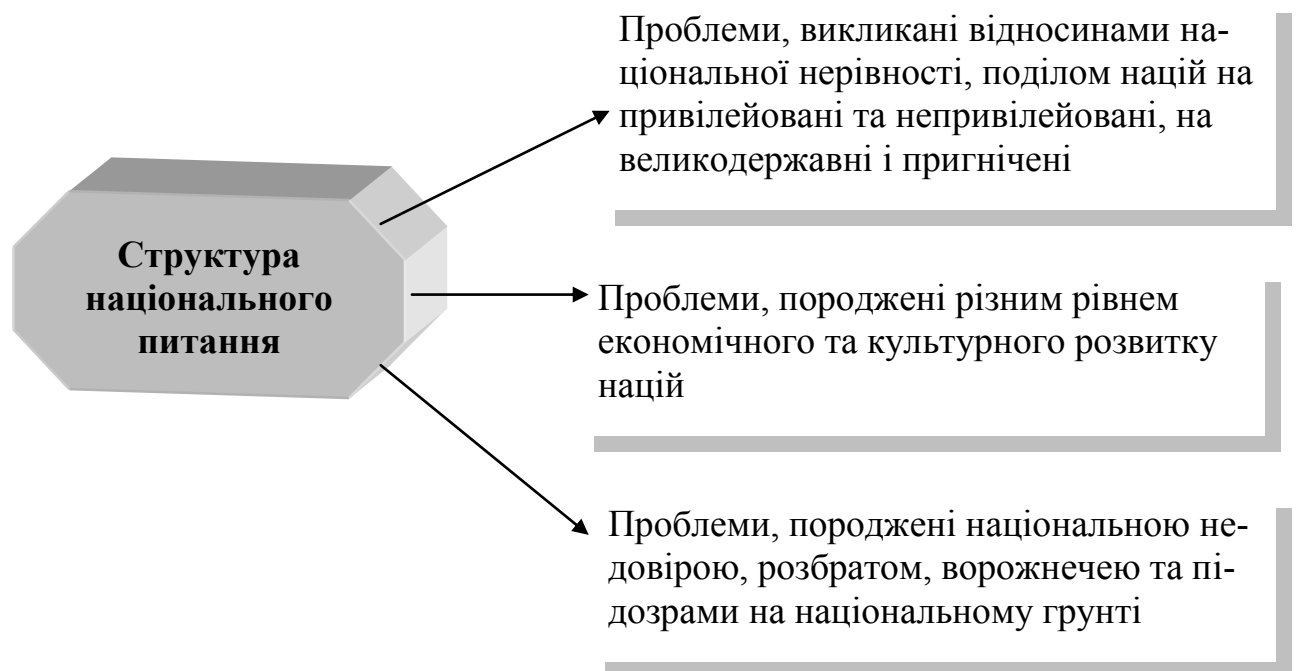 Проблеми, викликані відносинами на-
ціональної нерівності, поділом націй на
привілейовані та непривілейовані, на
великодержавні і пригнічені
Структура
національного
питання
Проблеми, породжені різним рівнем
економічного та культурного розвитку
націй
Проблеми, породжені національною не-
довірою, розбратом, ворожнечею та пі-
дозрами на національному грунті